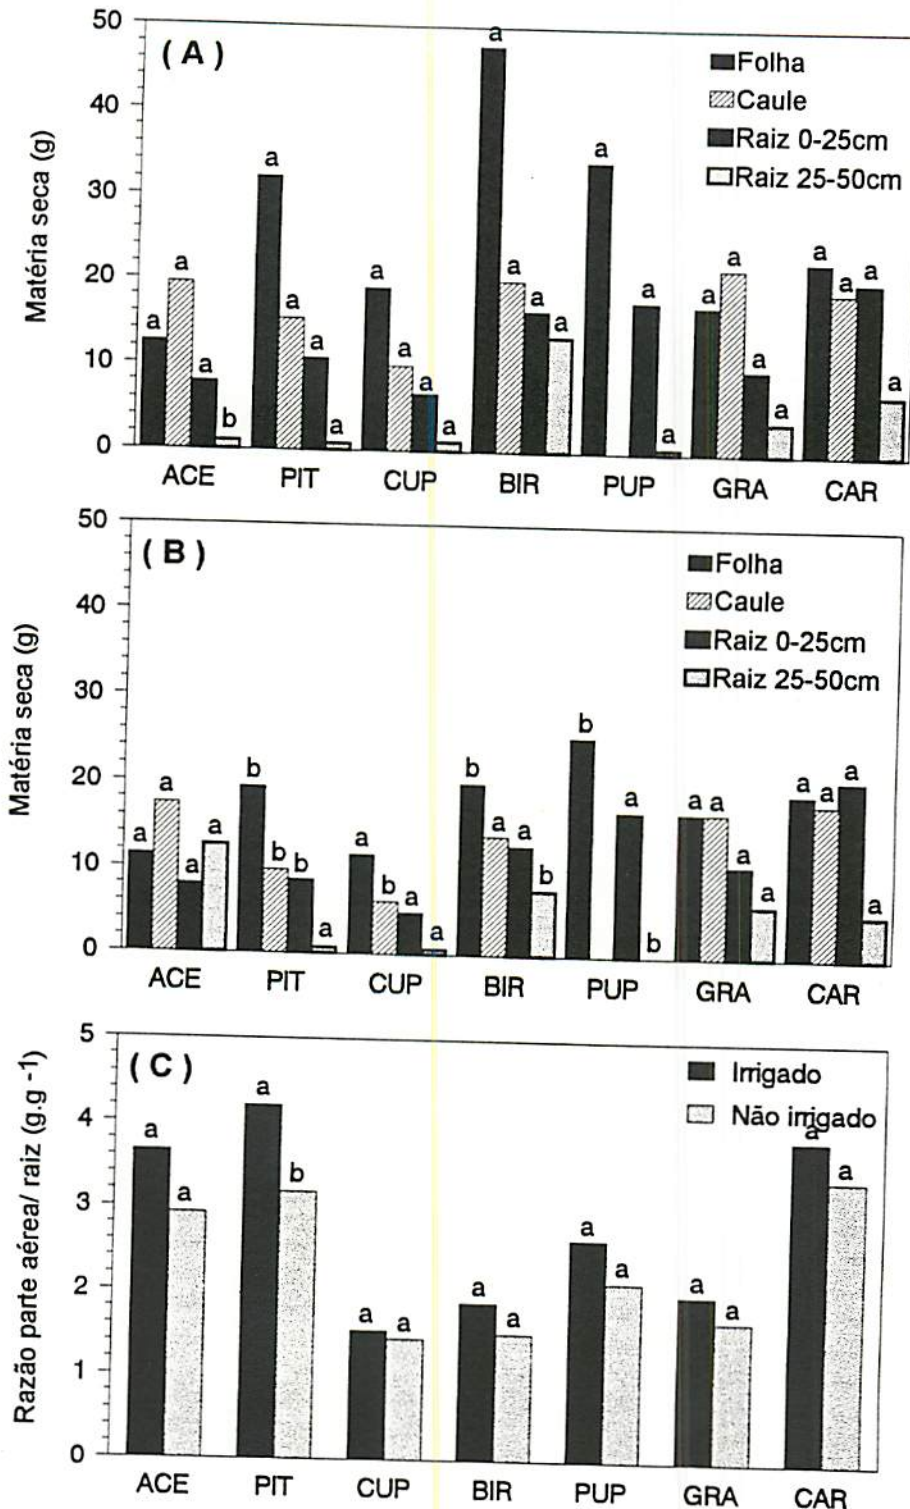 50
40
30
20
10
0
Matéria seca (g)
( A )
Folha
Caule
Raiz 0-25cm
Raiz 25-50cm
a a a b
a a a a
a a a a
a a a a
a a a
a a a a
a a a a
ACE PIT CUP BIR PUP GRA CAR
50
40
30
20
10
0
Matéria seca (g)
( B )
Folha
Caule
Raiz 0-25cm
Raiz 25-50cm
a a a a
b b b a
a b a a
b a a b
b a b
a a a a
a a a a
ACE PIT CUP BIR PUP GRA CAR
5
4
3
2
1
0
Razão parte aérea/ raiz (g.g -1)
( C )
Irrigado
Não irrigado
a a
a b
a a
a a
a a
a a
a a
ACE PIT CUP BIR PUP GRA CAR